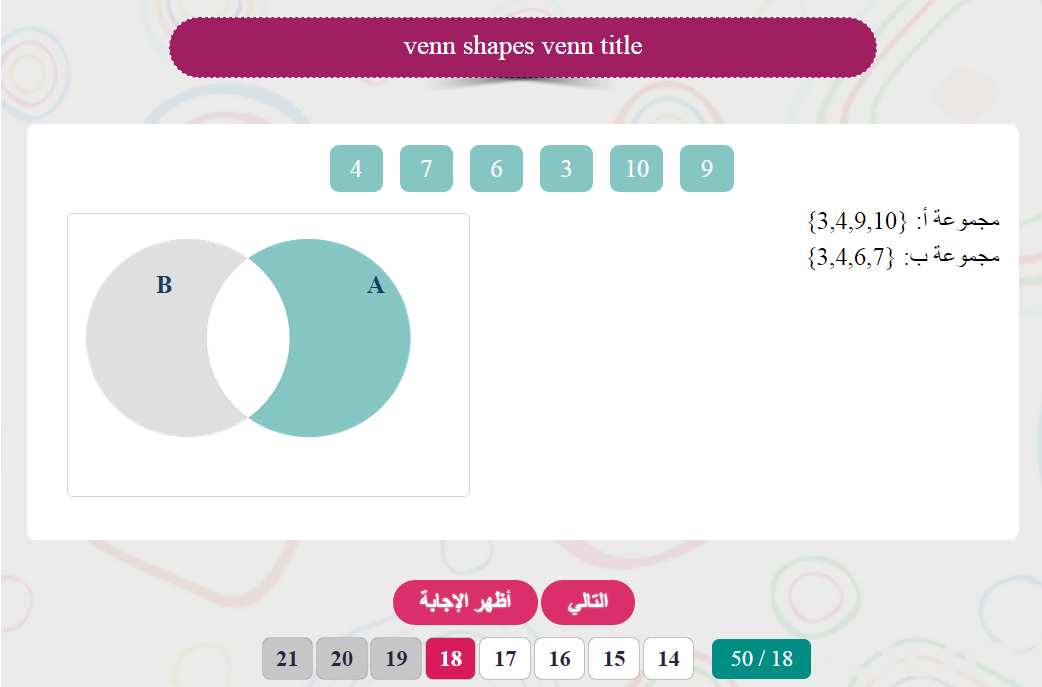 venn shapes venn title
4 7 6 3 10 9
مجموعة أ: {3,4,9,10}
مجموعة ب: {3,4,6,7}
B A
أظهر الإجابة التالي
21 20 19 18 17 16 15 14 50 / 18